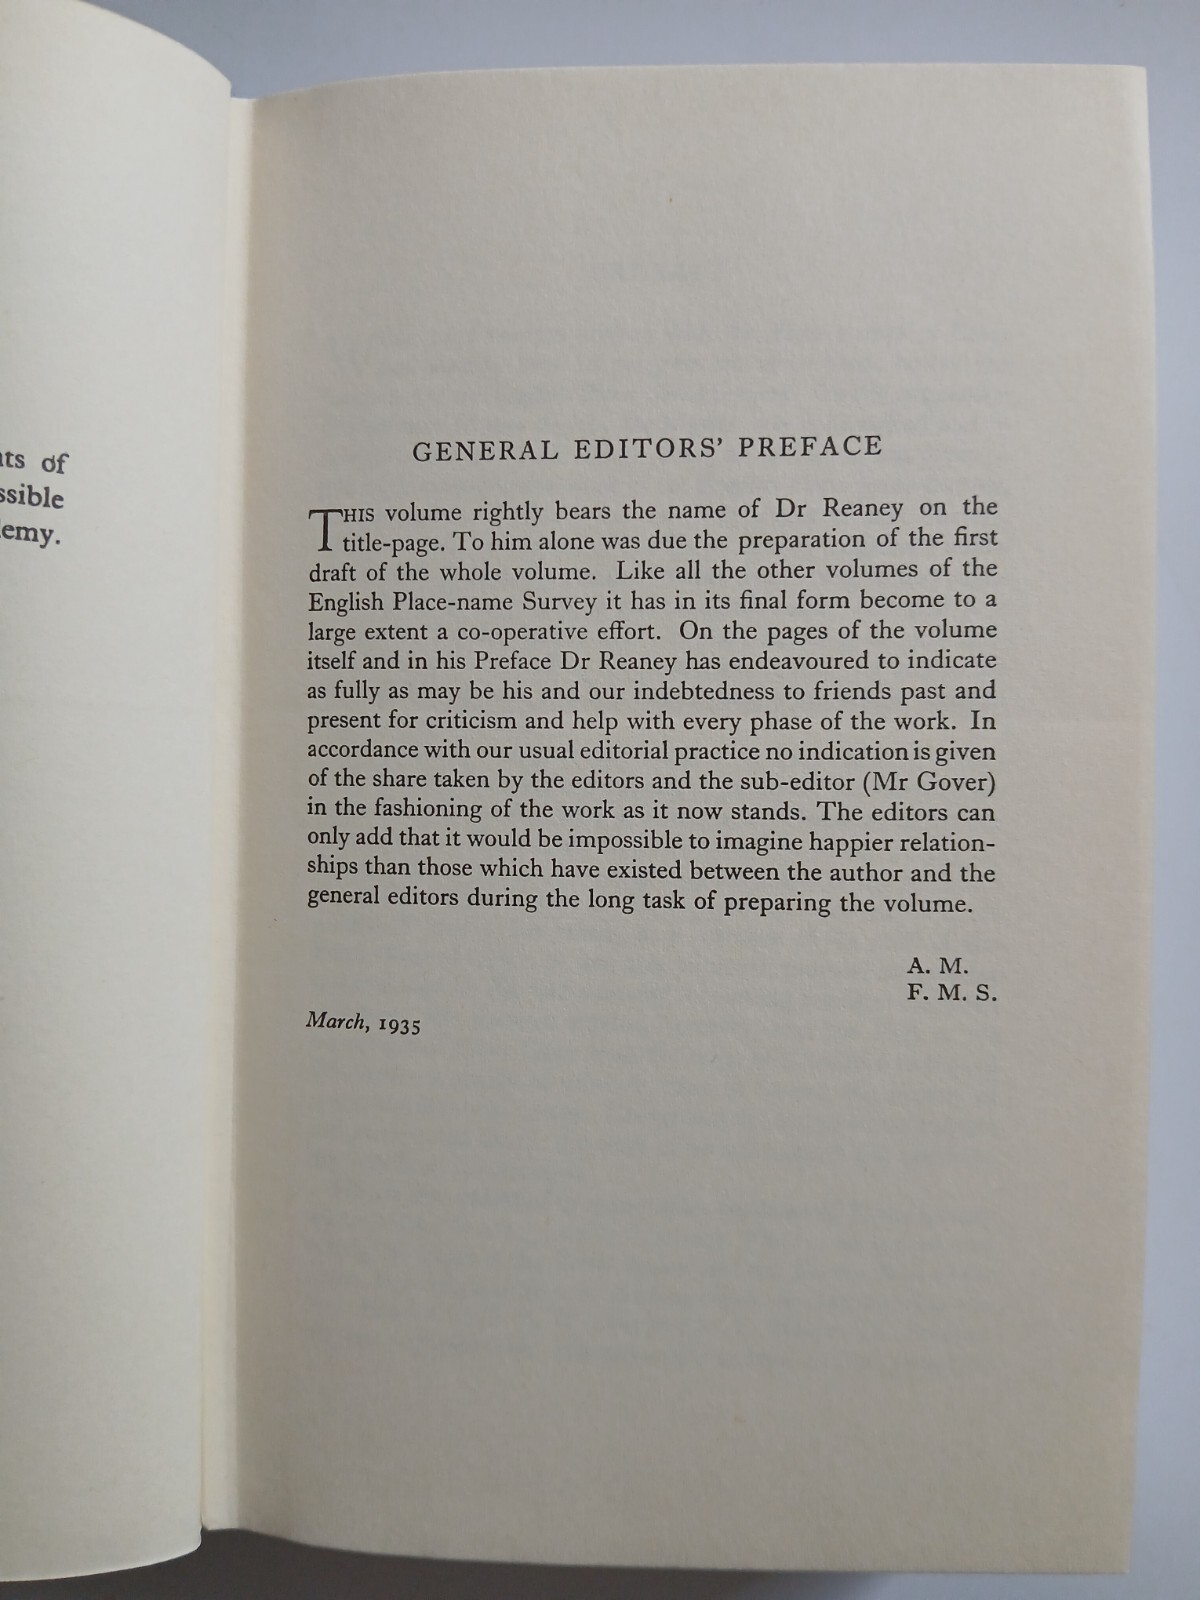 of
GENERAL EDITORS' PREFACE
THIS volume rightly bears the name of Dr Reaney on the
title-page. To him alone was due the preparation of the first
draft of the whole volume. Like all the other volumes of the
English Place-name Survey it has in its final form become to a
large extent a co-operative effort. On the pages of the volume
itself and in his Preface Dr Reaney has endeavoured to indicate
as fully as may be his and our indebtedness to friends past and
present for criticism and help with every phase of the work. In
accordance with our usual editorial practice no indication is given
of the share taken by the editors and the sub-editor (Mr Gover)
in the fashioning of the work as it now stands. The editors can
only add that it would be impossible to imagine happier relation-
ships than those which have existed between the author and the
general editors during the long task of preparing the volume.
A. M.
F. M. S.
March, 1935